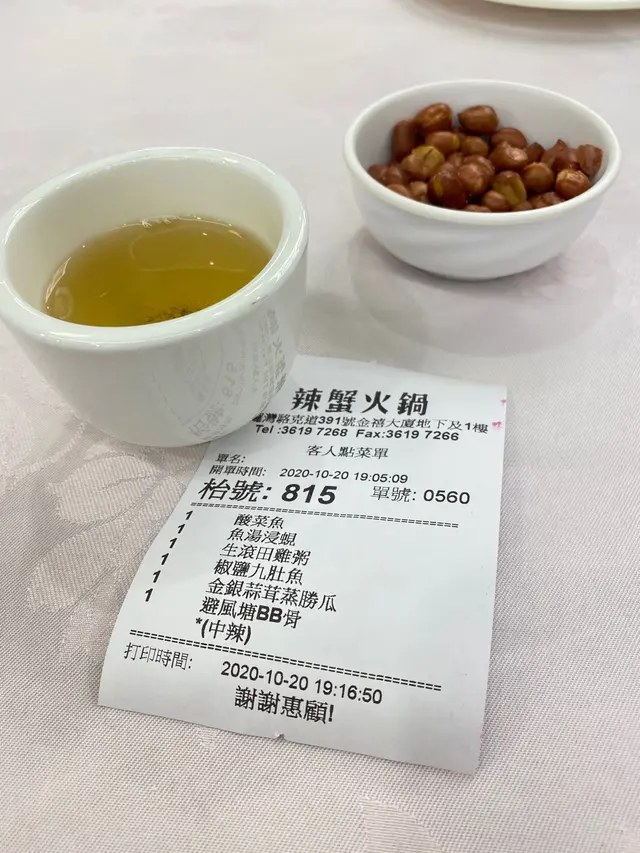 辣蟹火鍋
灣駱克道391號金禧大廈地下及1樓
Tel :3619 7268 Fax:3619 7266
客人點菜單
單名:
開單時間: 2020-10-20 19:05:09
枱號: 815 單號: 0560
1 酸菜魚
1 魚湯浸蜆
1 生滾田雞粥
1 椒鹽九肚魚
1 金銀蒜茸蒸勝瓜
1 避風塘BB骨
*(中辣)
打印時間: 2020-10-20 19:16:50
謝謝惠顧!